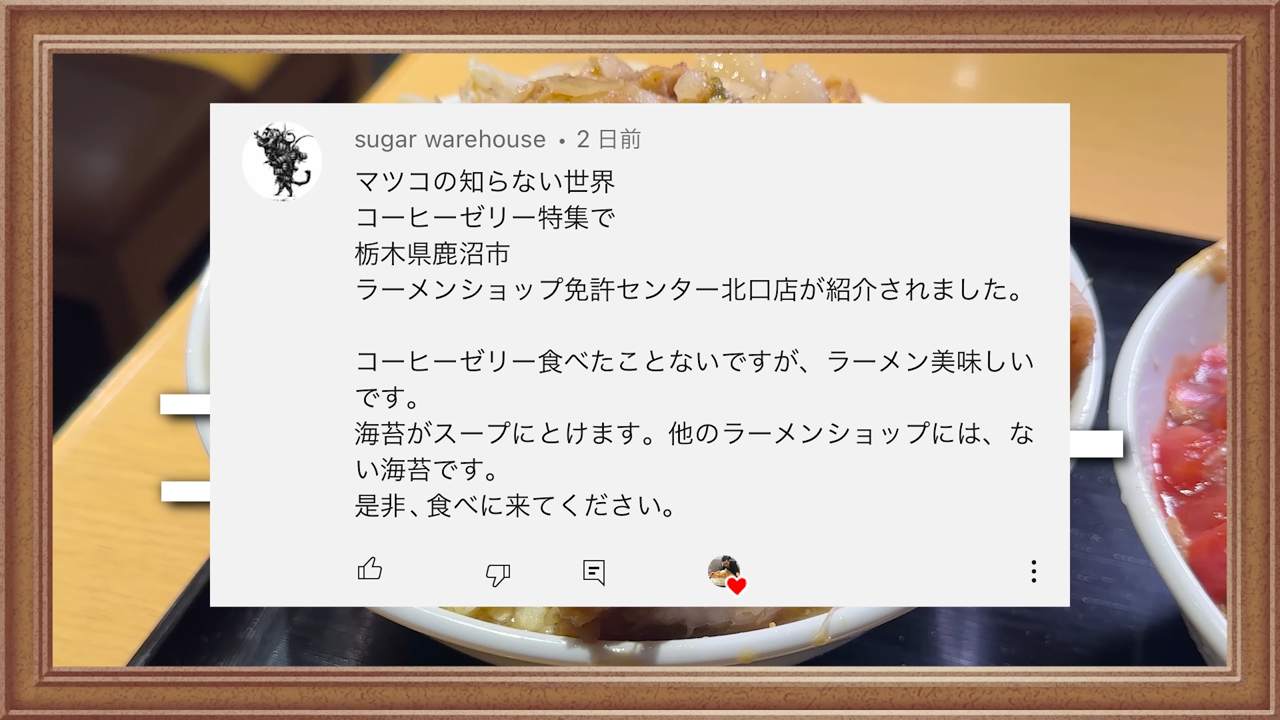 sugar warehouse • 2 日前
マツコの知らない世界
コーヒーゼリー特集で
栃木県鹿沼市
ラーメンショップ免許センター北口店が紹介されました。
コーヒーゼリー食べたことないですが、ラーメン美味しい
です。
海苔がスープにとけます。他のラーメンショップには、な
い海苔です。
是非、食べに来てください。